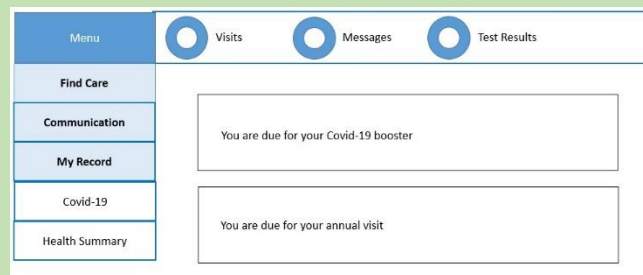 Menu
Visits
Messages
Test Results
Find Care
Communication
My Record
Covid-19
Health Summary
You are due for your Covid-19 booster
You are due for your annual visit